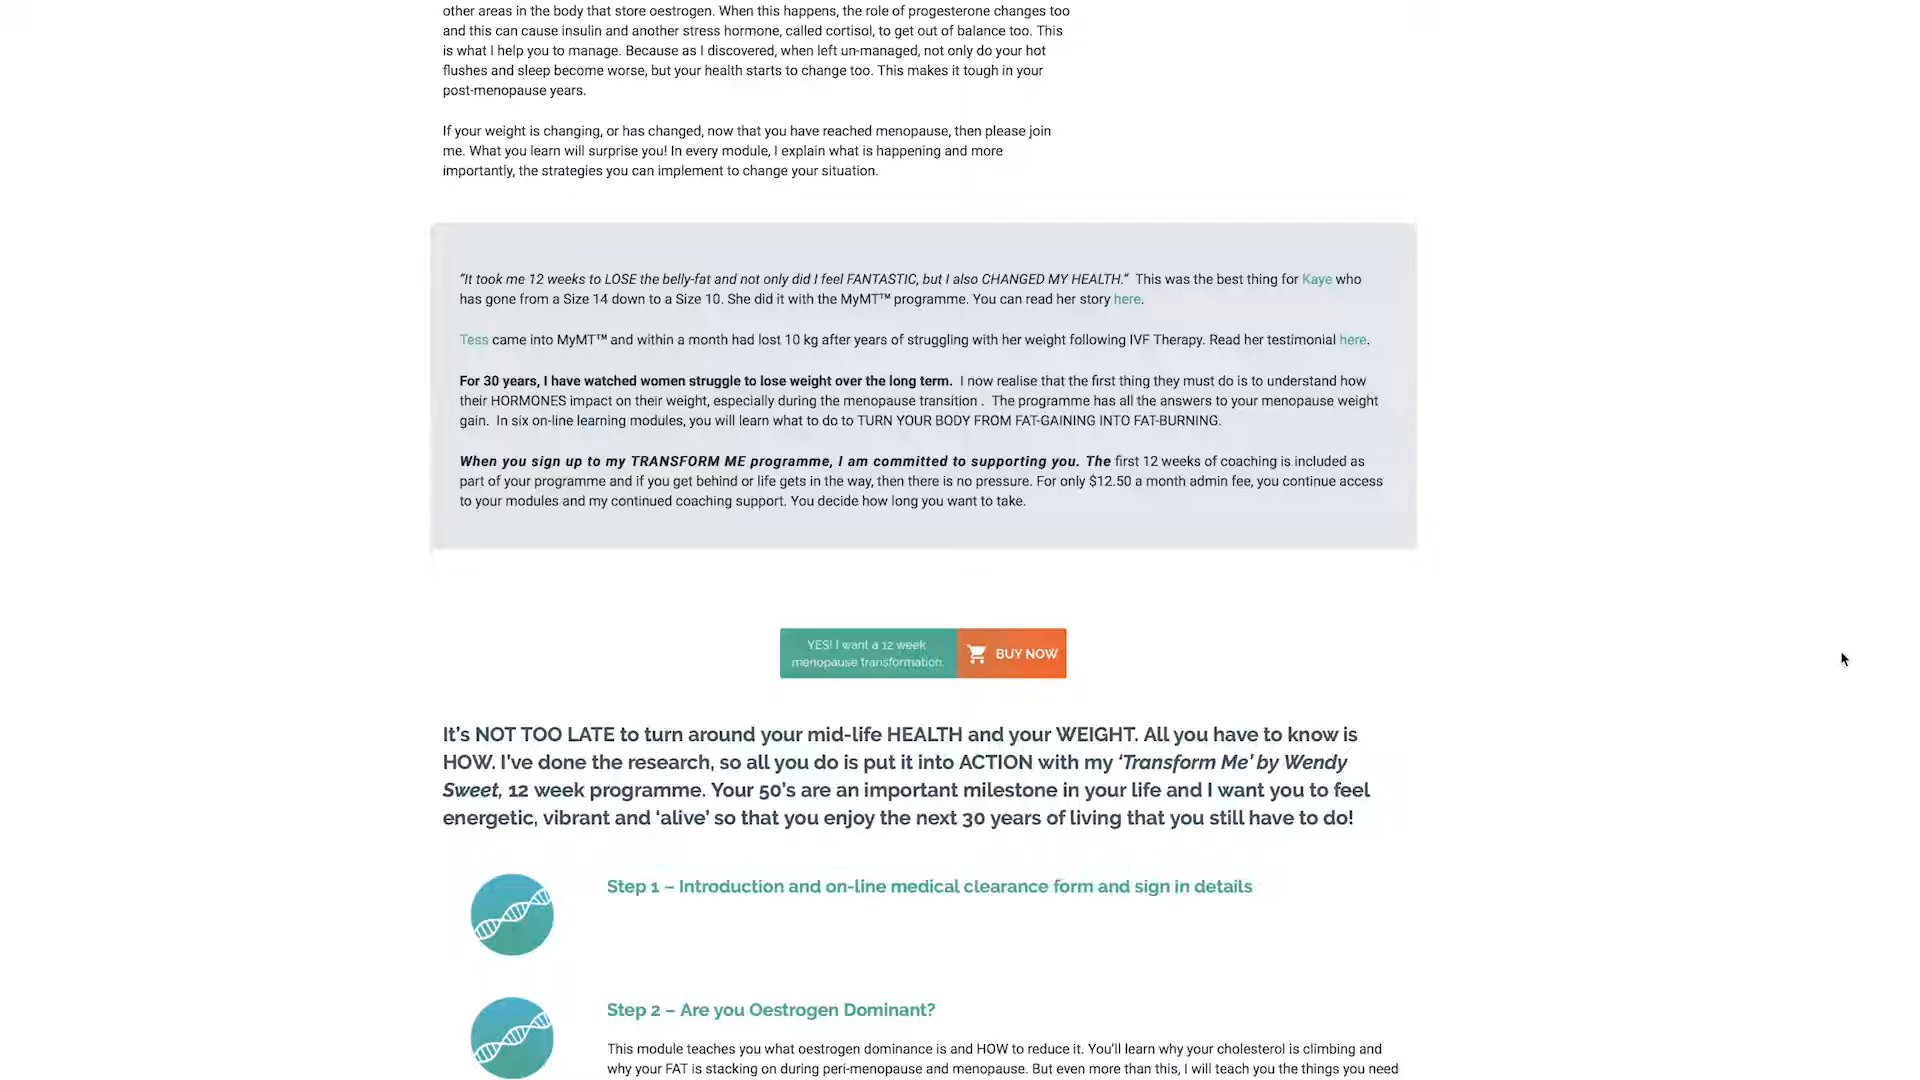 other areas in the body that store oestrogen. When this happens, the role of progesterone changes too
and this can cause insulin and another stress hormone, called cortisol, to get out of balance too. This
is what I help you to manage. Because as I discovered, when left un-managed, not only do your hot
flushes and sleep become worse, but your health starts to change too. This makes it tough in your
post-menopause years.
If your weight is changing, or has changed, now that you have reached menopause, then please join
me. What you learn will surprise you! In every module, I explain what is happening and more
importantly, the strategies you can implement to change your situation.
“It took me 12 weeks to LOSE the belly-fat and not only did I feel FANTASTIC, but I also CHANGED MY HEALTH.” This was the best thing for Kaye who
has gone from a Size 14 down to a Size 10. She did it with the MyMT™ programme. You can read her story here.
Tess came into MyMT™ and within a month had lost 10 kg after years of struggling with her weight following IVF Therapy. Read her testimonial here.
For 30 years, I have watched women struggle to lose weight over the long term. I now realise that the first thing they must do is to understand how
their HORMONES impact on their weight, especially during the menopause transition . The programme has all the answers to your menopause weight
gain. In six on-line learning modules, you will learn what to do to TURN YOUR BODY FROM FAT-GAINING INTO FAT-BURNING.
When you sign up to my TRANSFORM ME programme, I am committed to supporting you. The first 12 weeks of coaching is included as
part of your programme and if you get behind or life gets in the way, then there is no pressure. For only $12.50 a month admin fee, you continue access
to your modules and my continued coaching support. You decide how long you want to take.
YES! I want a 12 week
menopause transformation.
BUY NOW
It’s NOT TOO LATE to turn around your mid-life HEALTH and your WEIGHT. All you have to know is
HOW. I’ve done the research, so all you do is put it into ACTION with my ‘Transform Me’ by Wendy
Sweet, 12 week programme. Your 50’s are an important milestone in your life and I want you to feel
energetic, vibrant and ‘alive’ so that you enjoy the next 30 years of living that you still have to do!
Step 1 – Introduction and on-line medical clearance form and sign in details
Step 2 – Are you Oestrogen Dominant?
This module teaches you what oestrogen dominance is and HOW to reduce it. You’ll learn why your cholesterol is climbing and
why your FAT is stacking on during peri-menopause and menopause. But even more than this, I will teach you the things you need